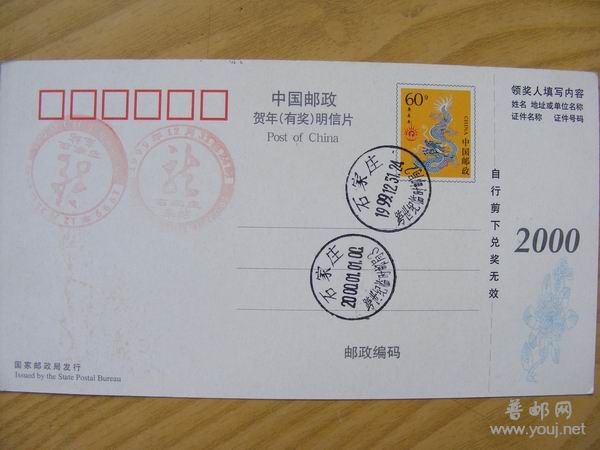 中国邮政
贺年(有奖)明信片
Post of China
60分
CHINA
中国邮政
领奖人填写内容
姓名 地址或单位名称
证件名称 证件号码
自行剪下兑奖无效
2000
石家庄
1999.12.31.24
石家庄
2000.01.01.00
邮政编码
国家邮政局发行
Issued by the State Postal Bureau
普邮网
www.youj.net